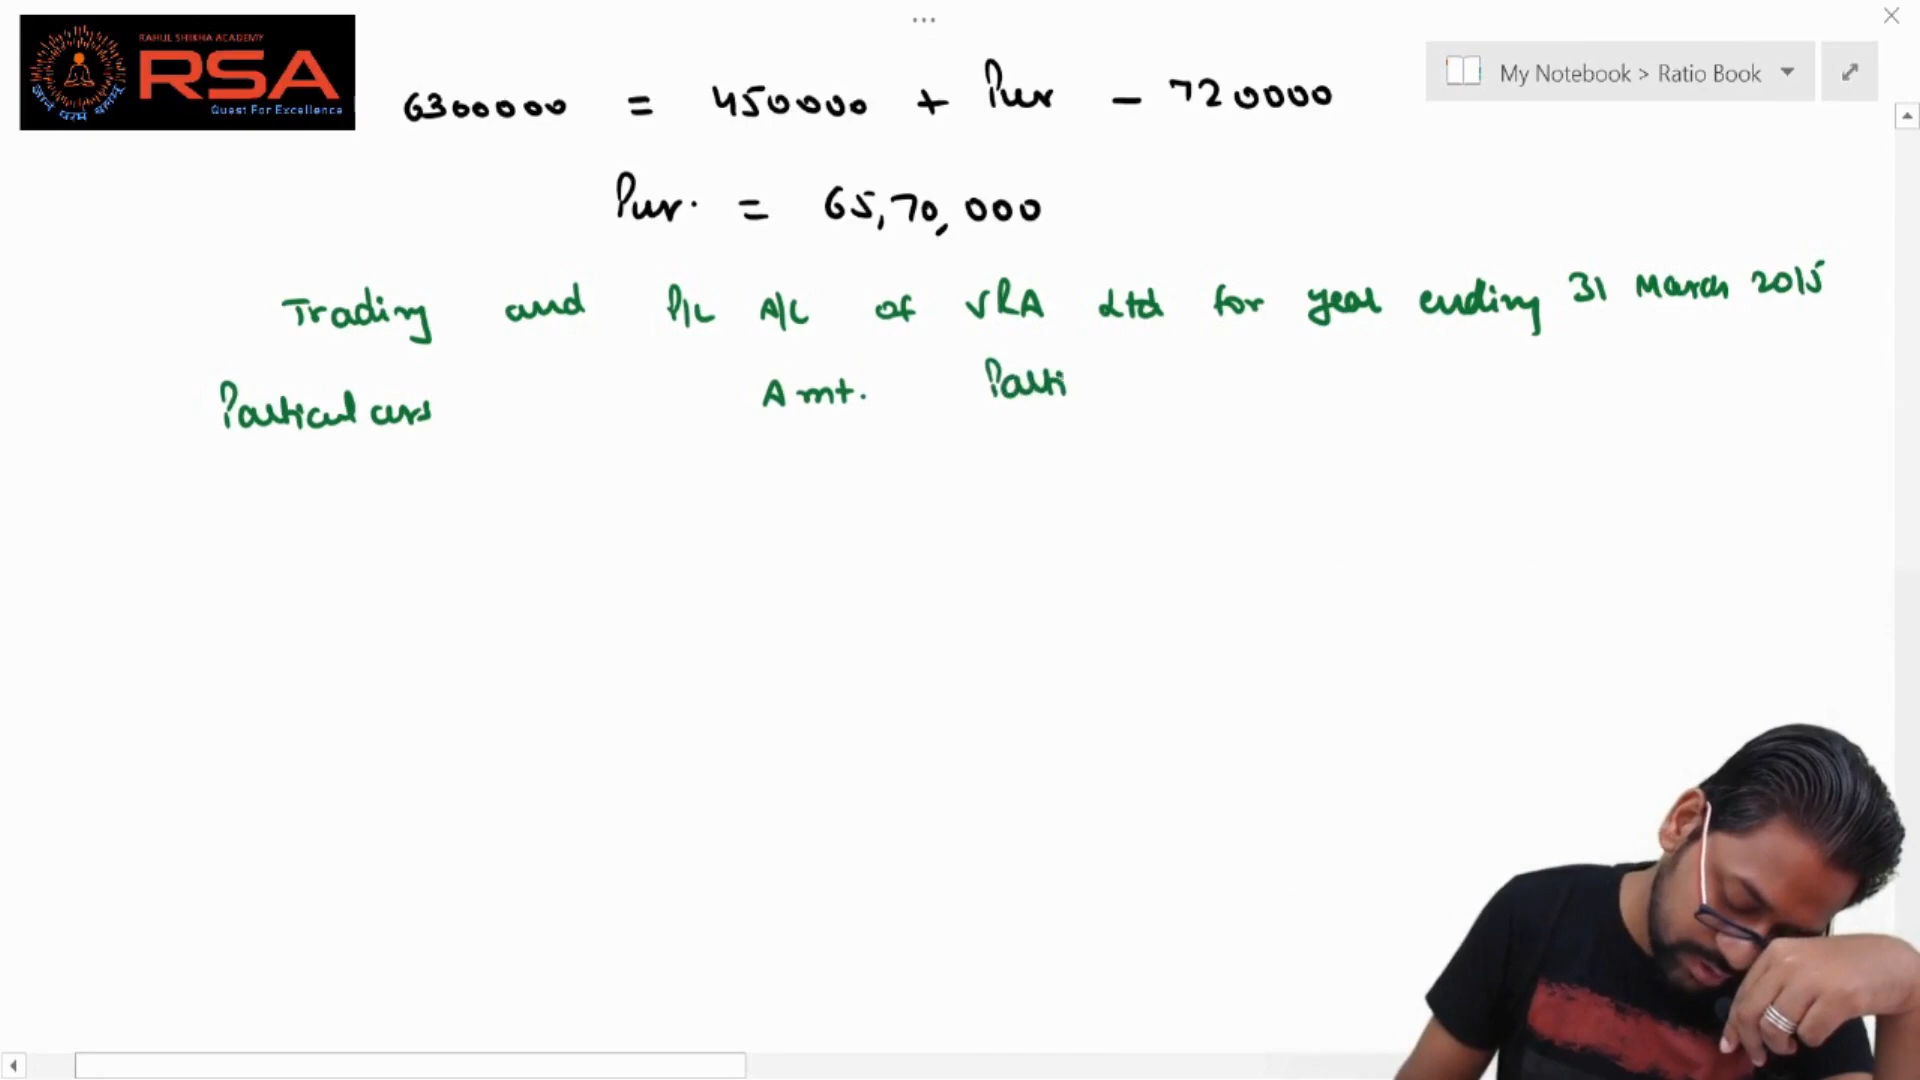 RAHUL SHIKHA ACADEMY
RSA
Quest For Excellence
My Notebook > Ratio Book
6300000 = 450000 + Pur - 720000
Pur. = 65,70,000
Trading and P/L A/C of VRA Ltd for year ending 31 March 2015
Particulars Amt. Parti